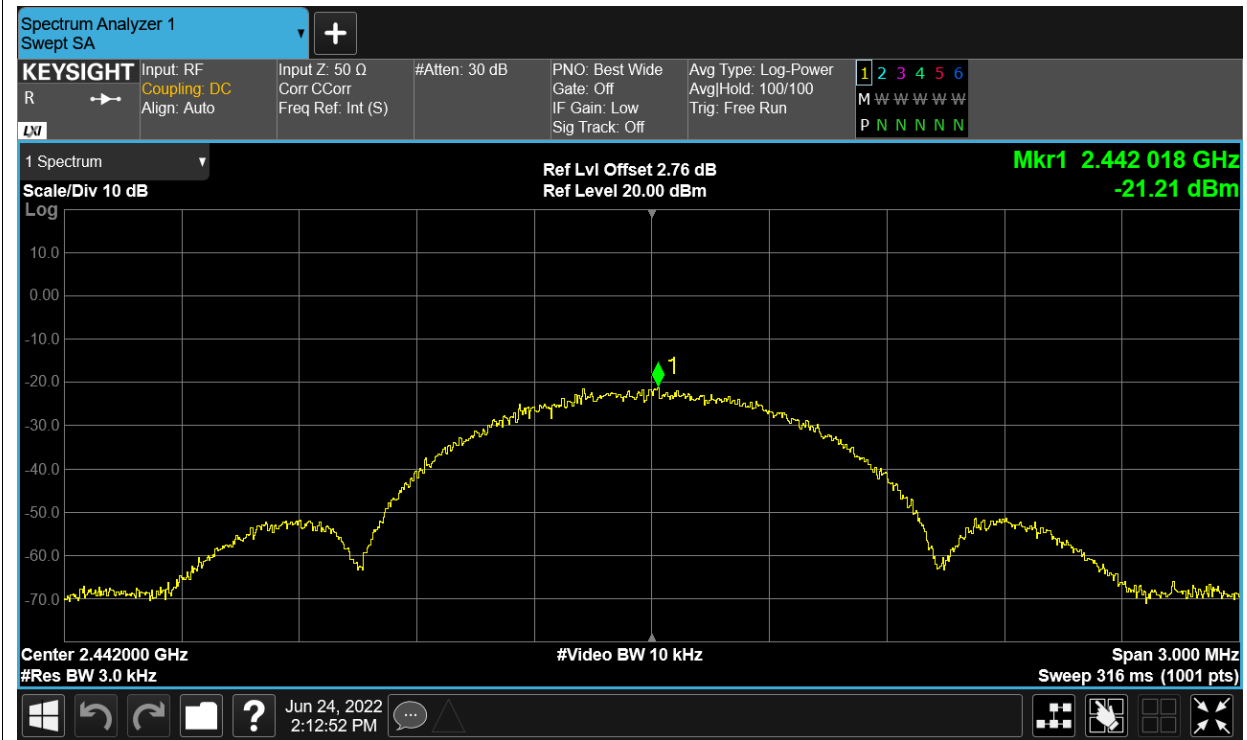 Spectrum Analyzer 1
Swept SA
KEYSIGHT
R
LXI
Input: RF
Coupling: DC
Align: Auto
Input Z: 50 Ω
Corr CCorr
Freq Ref: Int (S)
#Atten: 30 dB
PNO: Best Wide
Gate: Off
IF Gain: Low
Sig Track: Off
Avg Type: Log-Power
Avg|Hold: 100/100
Trig: Free Run
1 2 3 4 5 6
M W W W W W
P N N N N N
1 Spectrum
Scale/Div 10 dB
Log
Ref Lvl Offset 2.76 dB
Ref Level 20.00 dBm
Mkr1 2.442 018 GHz
-21.21 dBm
10.0
0.00
-10.0
1
-20.0
-30.0
-40.0
-50.0
-60.0
-70.0
Center 2.442000 GHz
#Res BW 3.0 kHz
#Video BW 10 kHz
Span 3.000 MHz
Sweep 316 ms (1001 pts)
?
Jun 24, 2022
2:12:52 PM